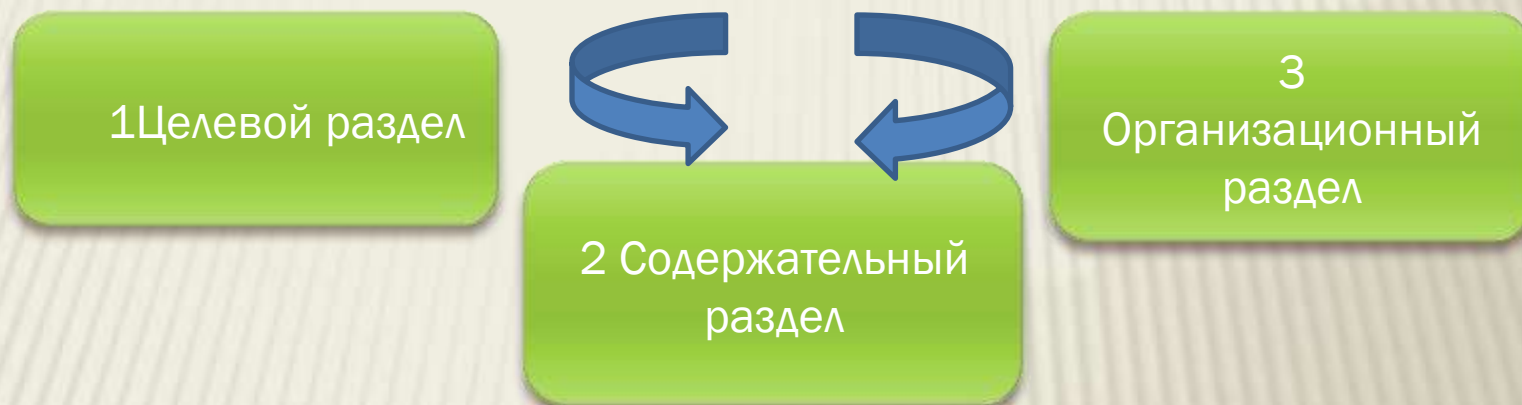 1Целевой раздел
2 Содержательный
раздел
3
Организационный
раздел